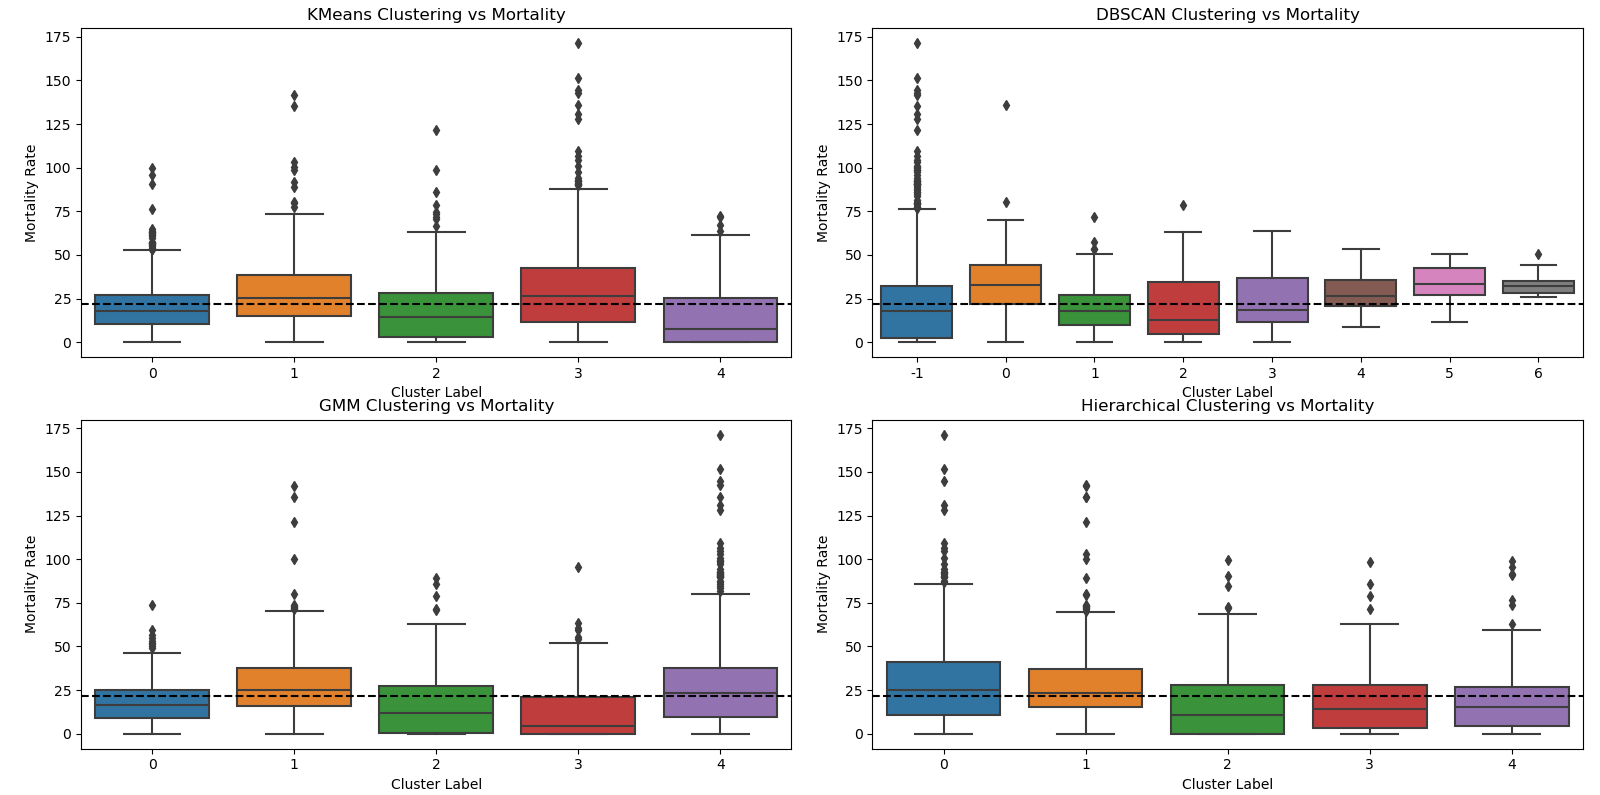 KMeans Clustering vs Mortality
Mortality Rate
175
150
125
100
75
50
25
0
0 1 2 3 4
Cluster Label
DBSCAN Clustering vs Mortality
Mortality Rate
175
150
125
100
75
50
25
0
-1 0 1 2 3 4 5 6
Cluster Label
GMM Clustering vs Mortality
Mortality Rate
175
150
125
100
75
50
25
0
0 1 2 3 4
Cluster Label
Hierarchical Clustering vs Mortality
Mortality Rate
175
150
125
100
75
50
25
0
0 1 2 3 4
Cluster Label